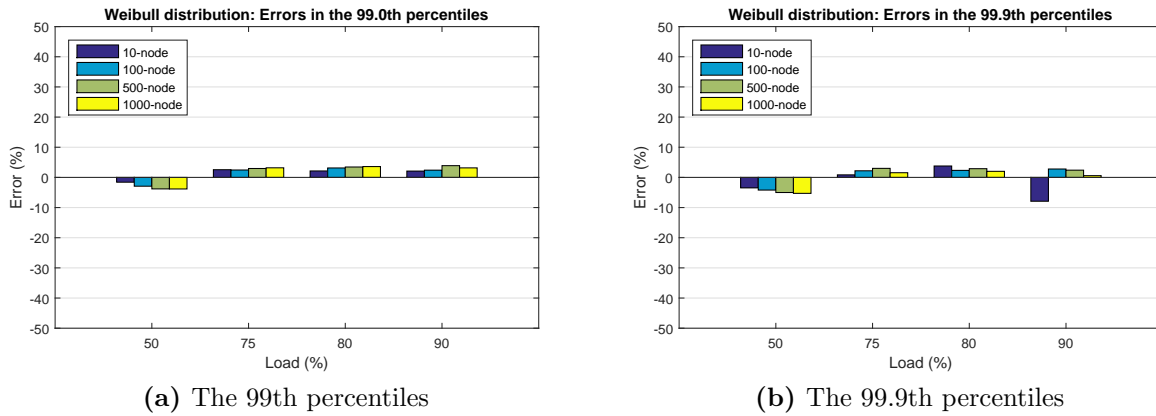 Weibull distribution: Errors in the 99.0th percentiles
50
40
30
20
10
0
-10
-20
-30
-40
-50
Error (%)
10-node
100-node
500-node
1000-node
50 75 80 90
Load (%)
(a) The 99th percentiles
Weibull distribution: Errors in the 99.9th percentiles
50
40
30
20
10
0
-10
-20
-30
-40
-50
Error (%)
10-node
100-node
500-node
1000-node
50 75 80 90
Load (%)
(b) The 99.9th percentiles